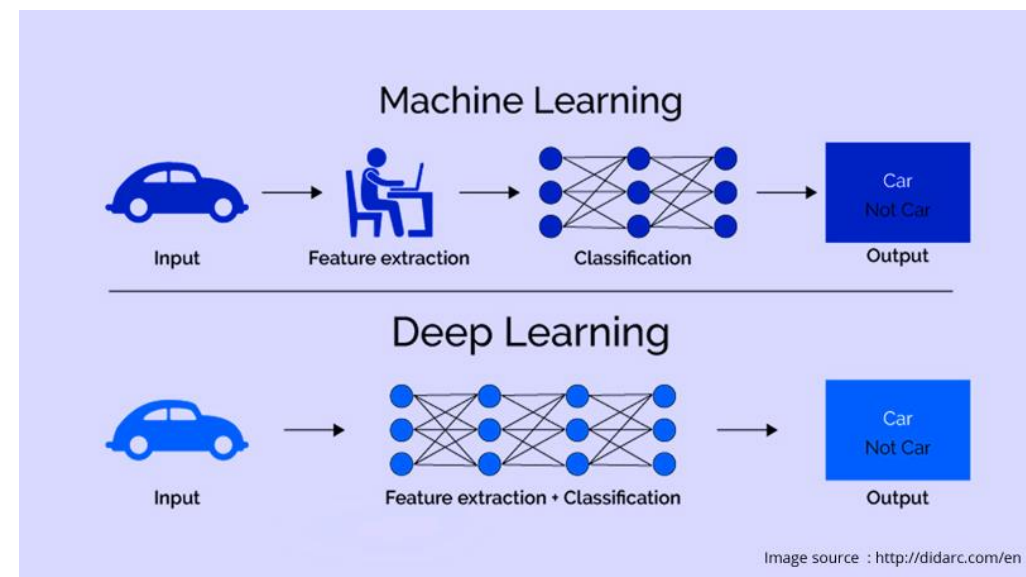 Machine Learning
Car
Not Car
Input
Feature extraction
Classification
Output
Deep Learning
Car
Not Car
Input
Feature extraction + Classification
Output
Image source : http://didarc.com/en